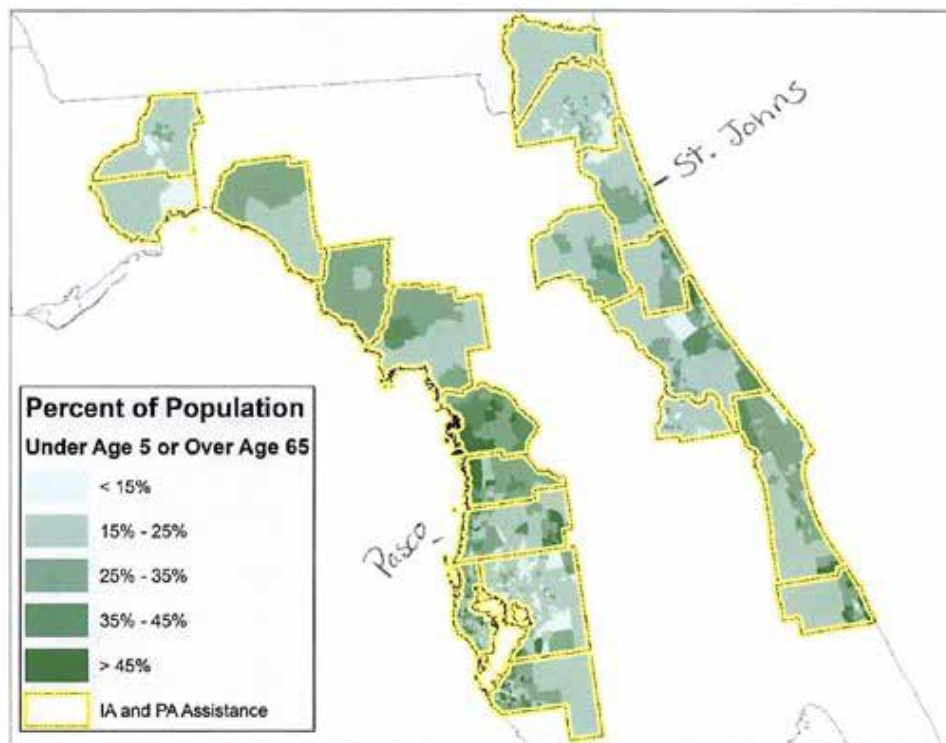 St. Johns
Pasco
Percent of Population
Under Age 5 or Over Age 65
< 15%
15% - 25%
25% - 35%
35% - 45%
> 45%
IA and PA Assistance